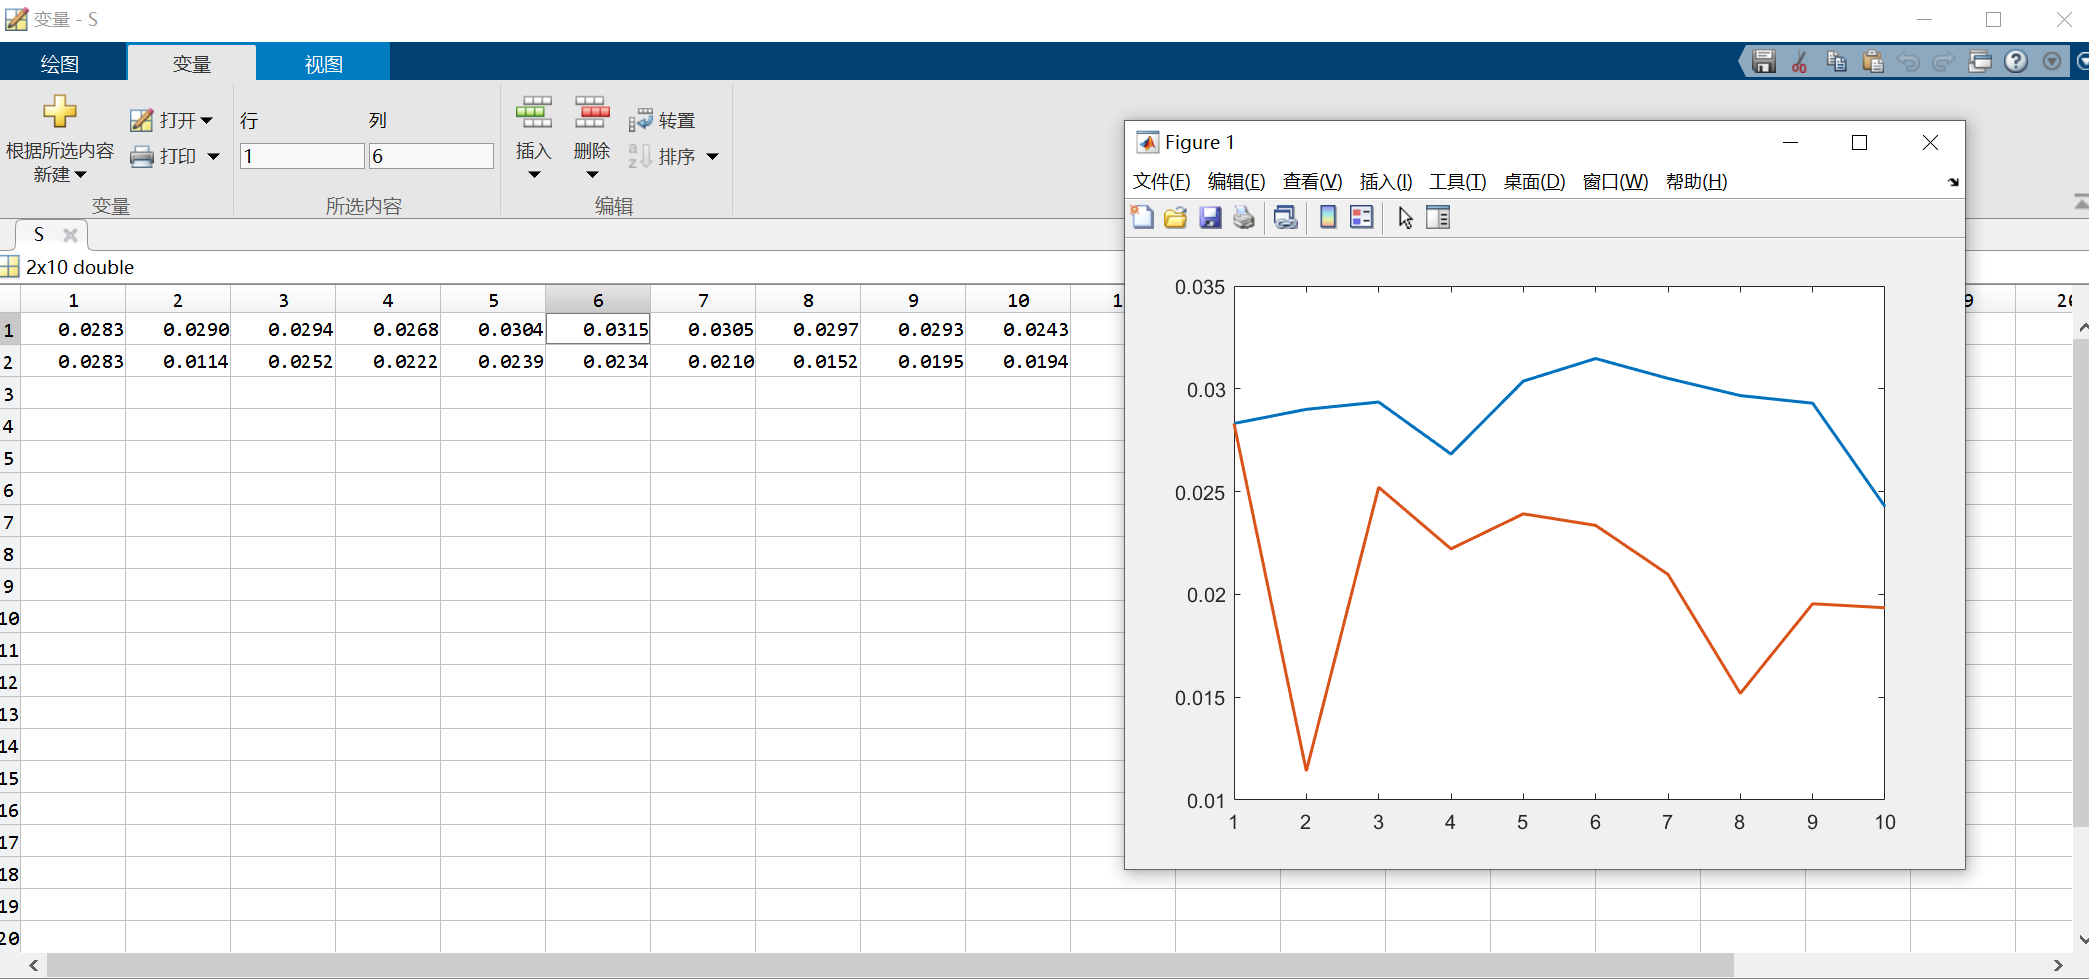 变量 - S
绘图 变量 视图
根据所选内容
新建
打开
打印
变量
行 列
1 6
所选内容
插入 删除 转置
排序
编辑
S
2x10 double
1 2 3 4 5 6 7 8 9 10 1
1 0.0283 0.0290 0.0294 0.0268 0.0304 0.0315 0.0305 0.0297 0.0293 0.0243
2 0.0283 0.0114 0.0252 0.0222 0.0239 0.0234 0.0210 0.0152 0.0195 0.0194
3
4
5
6
7
8
9
10
11
12
13
14
15
16
17
18
19
20
Figure 1
文件(F) 编辑(E) 查看(V) 插入(I) 工具(T) 桌面(D) 窗口(W) 帮助(H)
0.035
0.03
0.025
0.02
0.015
0.01
1 2 3 4 5 6 7 8 9 10
9